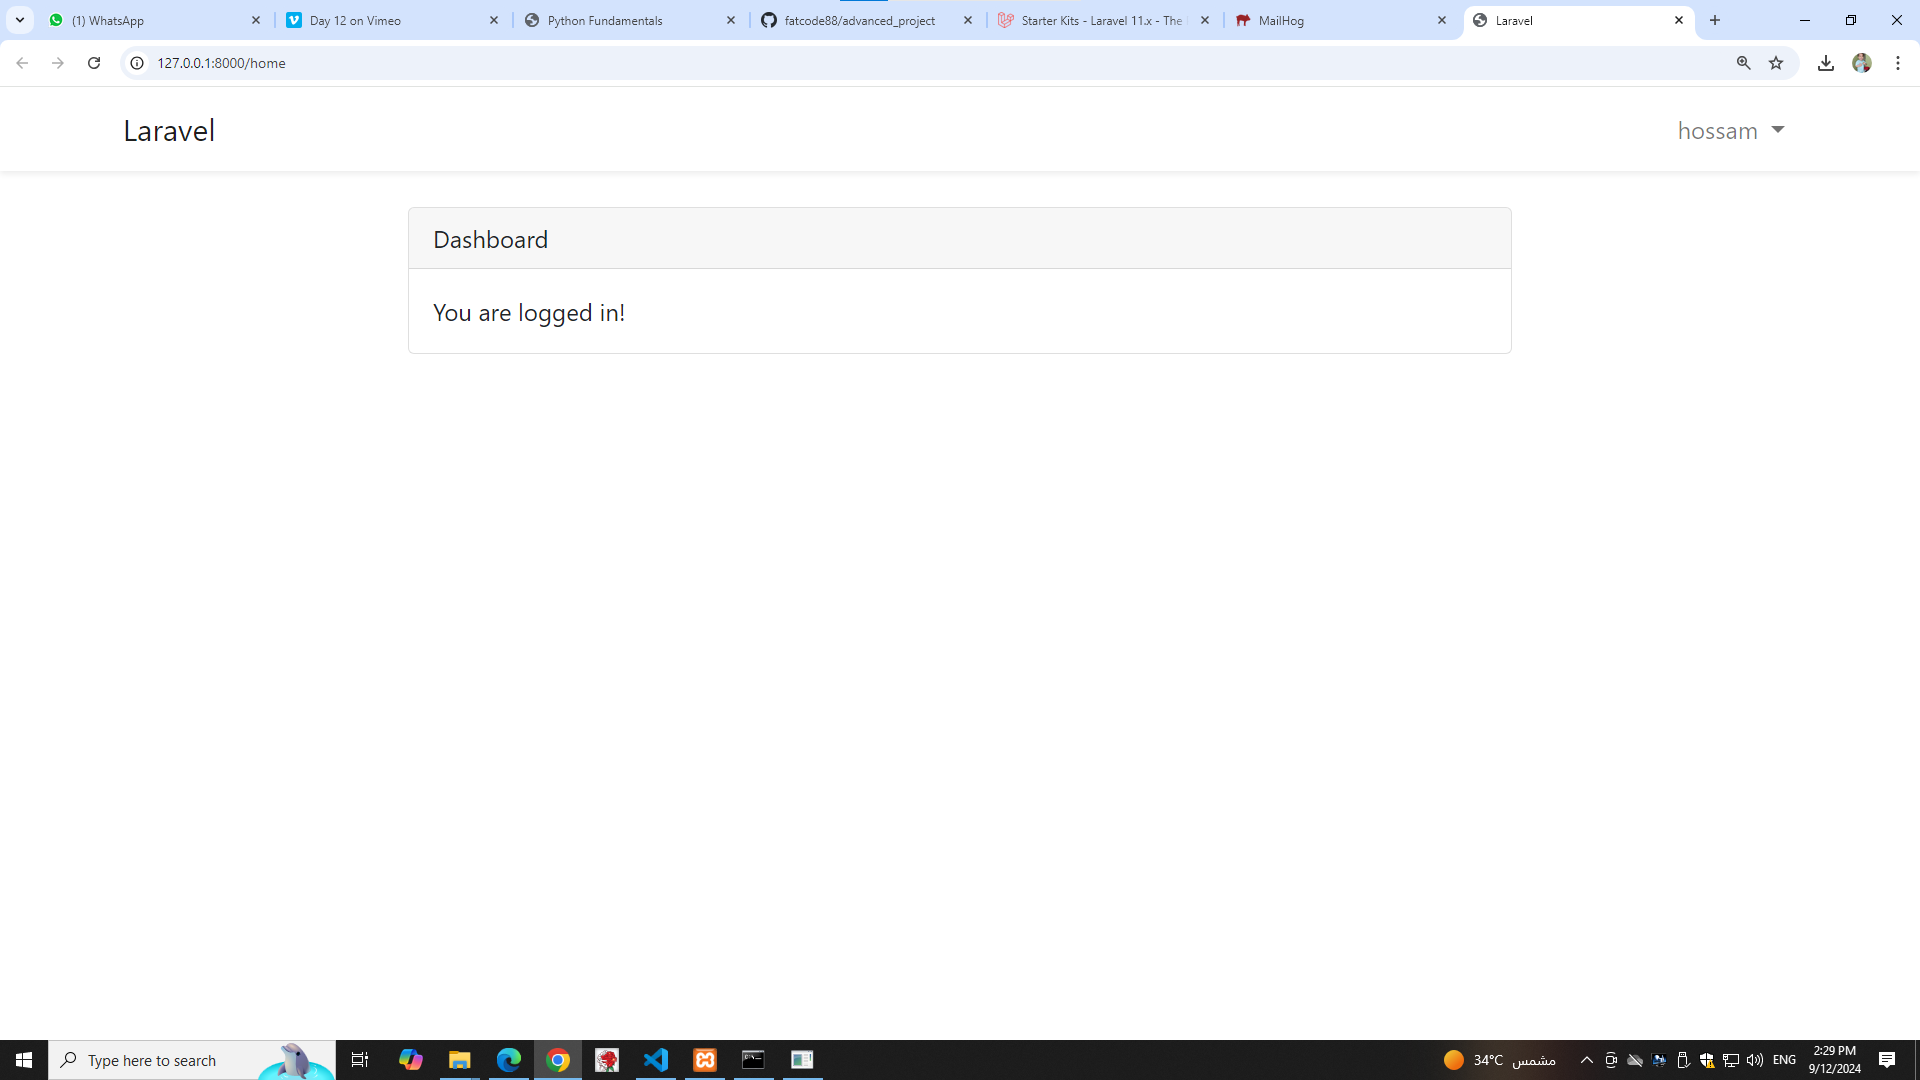 (1) WhatsApp
Day 12 on Vimeo
Python Fundamentals
fatcode88/advanced_project
Starter Kits - Laravel 11.x - The
MailHog
Laravel
127.0.0.1:8000/home
Laravel
hossam
Dashboard
You are logged in!
Type here to search
34°C مشمس
ENG
2:29 PM
9/12/2024